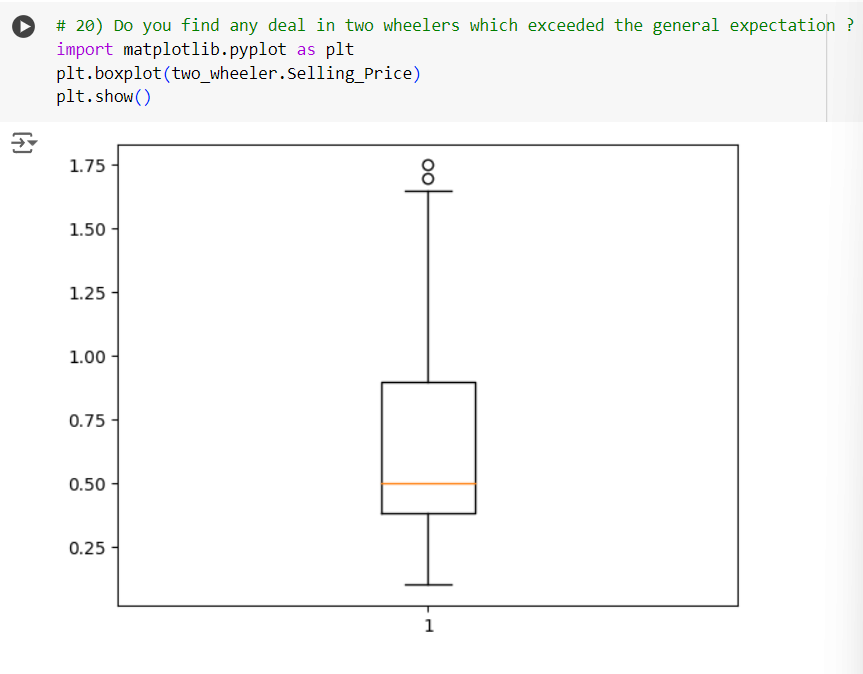 # 20) Do you find any deal in two wheelers which exceeded the general expectation ?
import matplotlib.pyplot as plt
plt.boxplot(two_wheeler.Selling_Price)
plt.show()
1.75
1.50
1.25
1.00
0.75
0.50
0.25
1